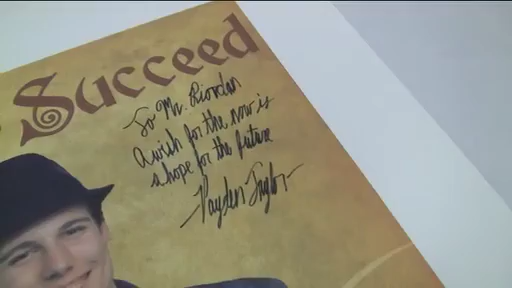 Succeed
To Mr. Riordan
A wish for the now is
a hope for the future
Payden Taylor